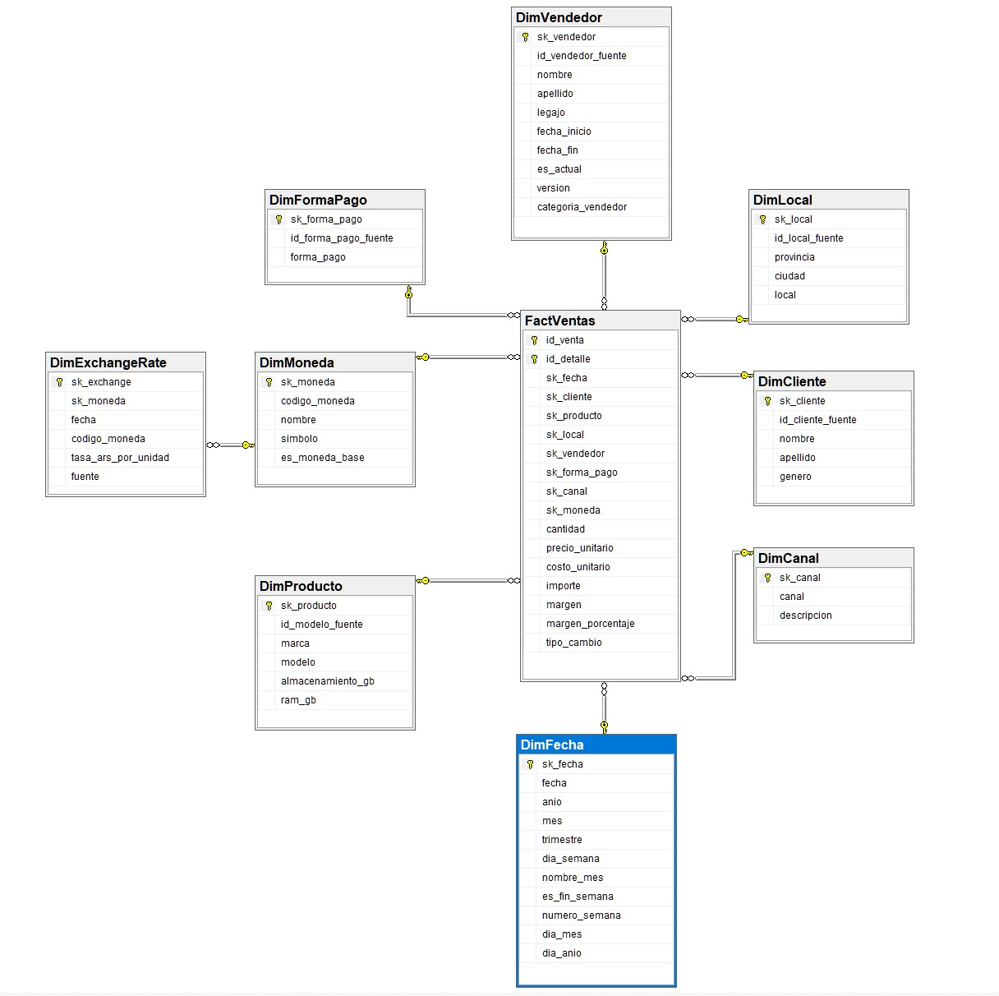 DimVendedor
sk_vendedor
id_vendedor_fuente
nombre
apellido
legajo
fecha_inicio
fecha_fin
es_actual
version
categoria_vendedor
DimFormaPago
sk_forma_pago
id_forma_pago_fuente
forma_pago
DimLocal
sk_local
id_local_fuente
provincia
ciudad
local
DimExchangeRate
sk_exchange
sk_moneda
fecha
codigo_moneda
tasa_ars_por_unidad
fuente
DimMoneda
sk_moneda
codigo_moneda
nombre
simbolo
es_moneda_base
FactVentas
id_venta
id_detalle
sk_fecha
sk_cliente
sk_producto
sk_local
sk_vendedor
sk_forma_pago
sk_canal
sk_moneda
cantidad
precio_unitario
costo_unitario
importe
margen
margen_porcentaje
tipo_cambio
DimCliente
sk_cliente
id_cliente_fuente
nombre
apellido
genero
DimCanal
sk_canal
canal
descripcion
DimProducto
sk_producto
id_modelo_fuente
marca
modelo
almacenamiento_gb
ram_gb
DimFecha
sk_fecha
fecha
anio
mes
trimestre
dia_semana
nombre_mes
es_fin_semana
numero_semana
dia_mes
dia_anio